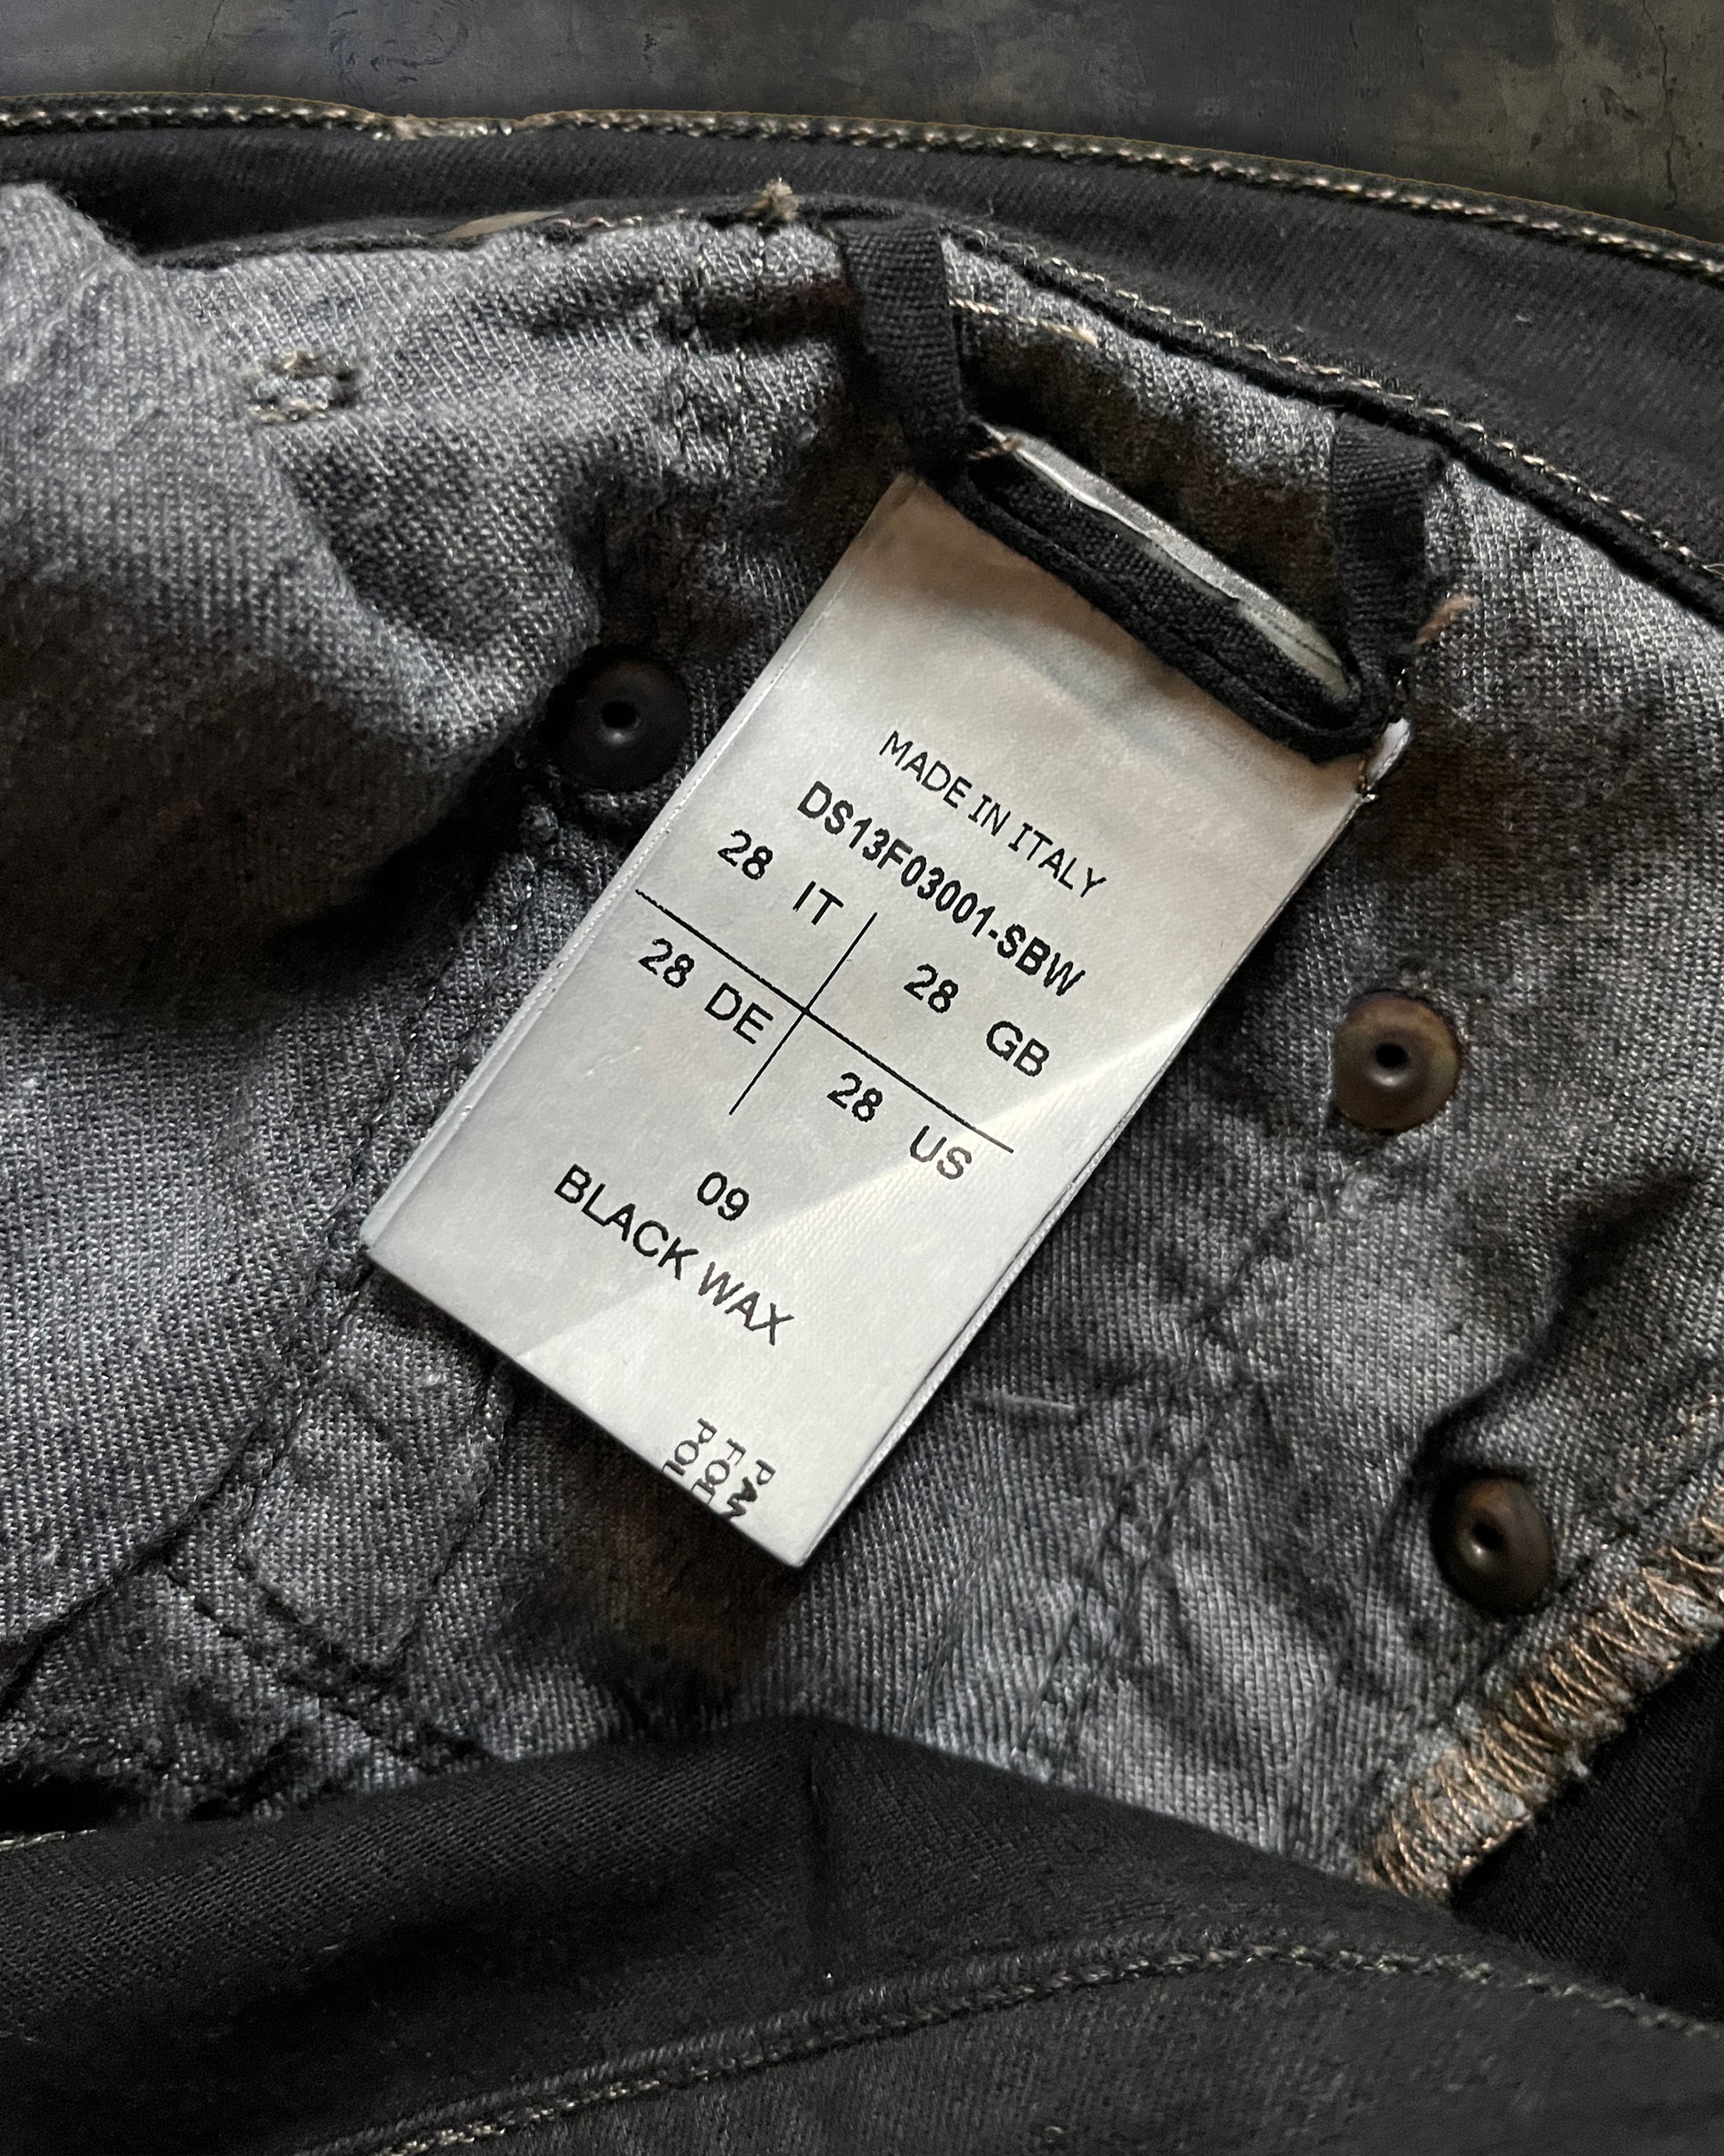 MADE IN ITALY
DS13F03001-SBW
28 IT 28 GB
28 DE 28 US
09
BLACK WAX